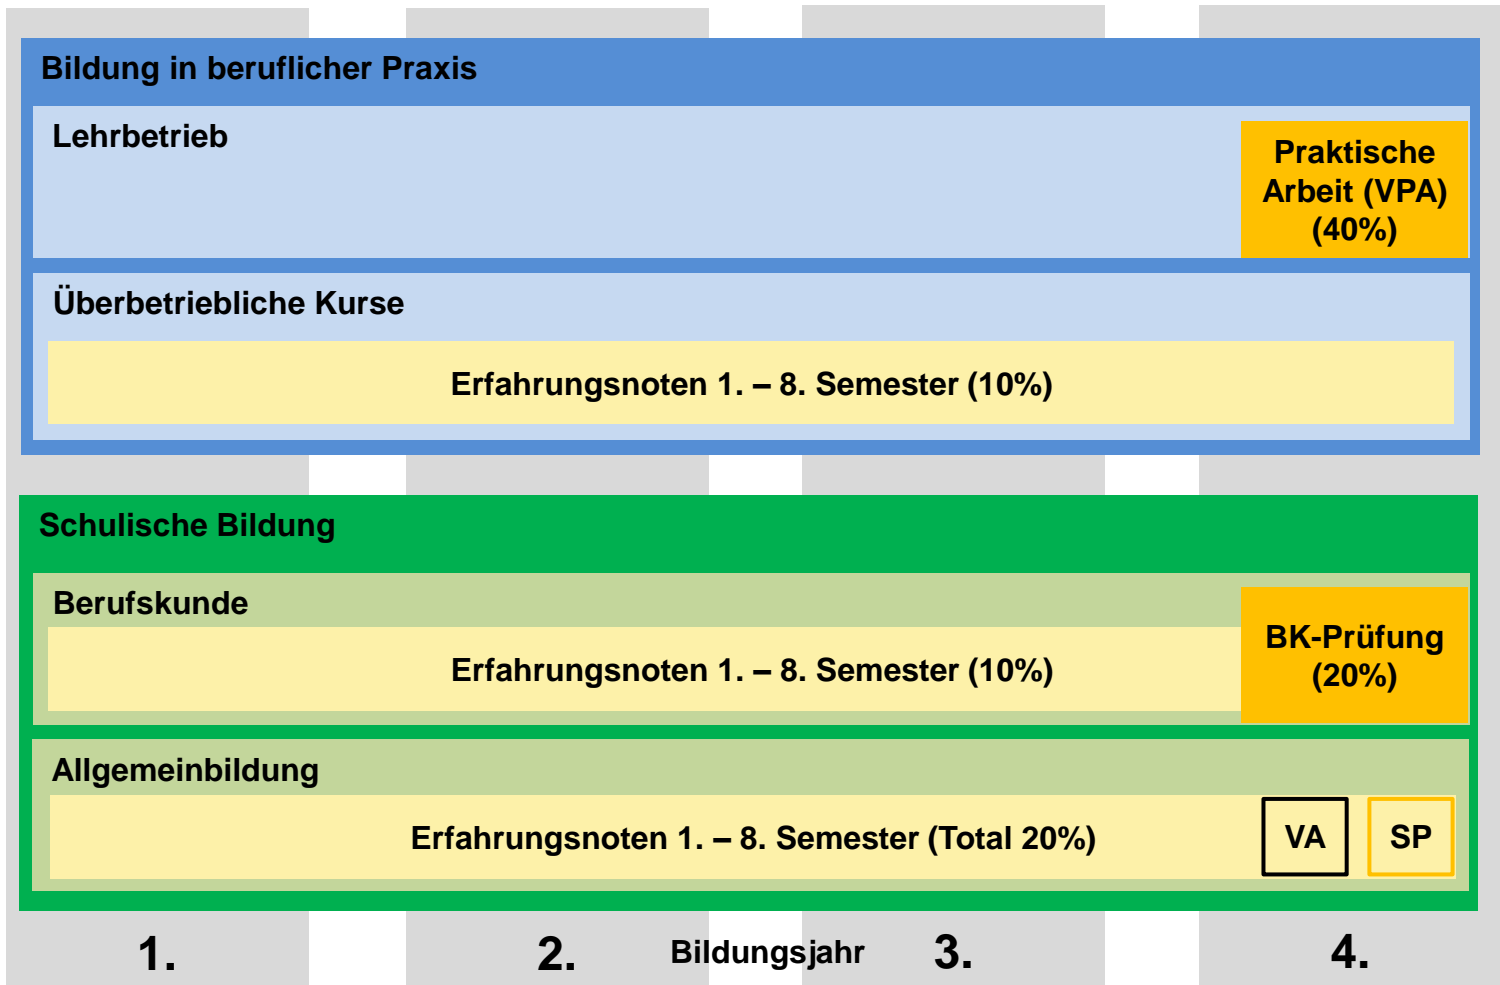 Bildung in beruflicher Praxis
Lehrbetrieb
Praktische
Arbeit (VPA)
(40%)
Überbetriebliche Kurse
Erfahrungsnoten 1. – 8. Semester (10%)
Schulische Bildung
Berufskunde
Erfahrungsnoten 1. – 8. Semester (10%)
BK-Prüfung
(20%)
Allgemeinbildung
Erfahrungsnoten 1. – 8. Semester (Total 20%)
VA
SP
1.
2.
Bildungsjahr
3.
4.